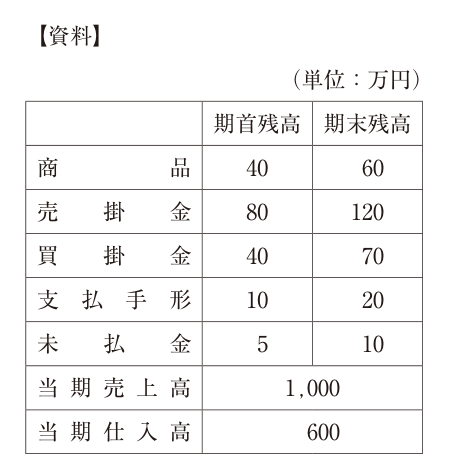 【資料】
（単位：万円）
期首残高 期末残高
商品 40 60
売掛金 80 120
買掛金 40 70
支払手形 10 20
未払金 5 10
当期売上高 1,000
当期仕入高 600